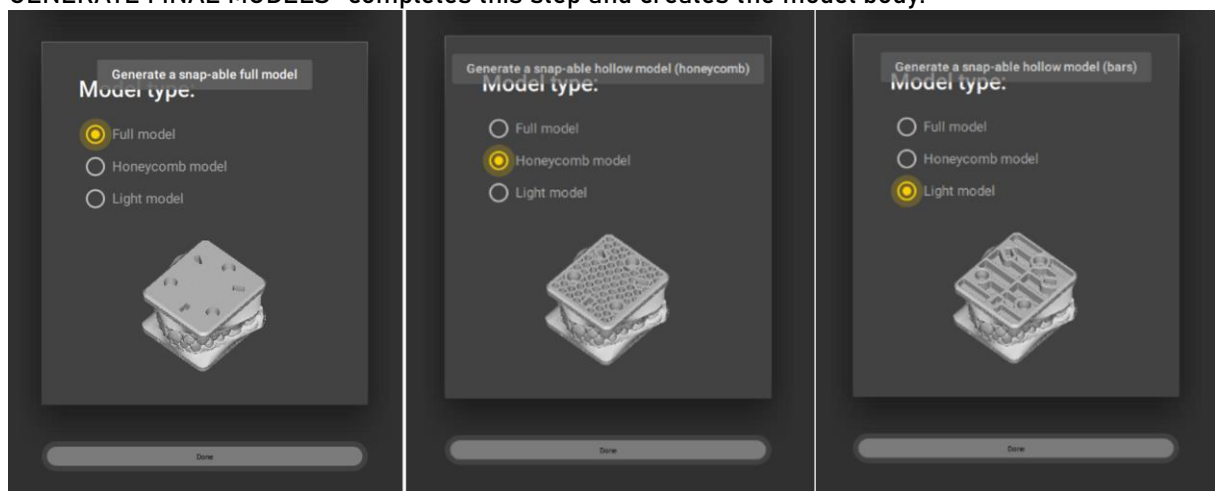 GENERATE FINAL MODELS" completes this step and creates the model body.
Generate a snap-able full model
Model type:
Full model
Honeycomb model
Light model
Done
Generate a snap-able hollow model (honeycomb)
Model type:
Full model
Honeycomb model
Light model
Done
Generate a snap-able hollow model (bars)
Model type:
Full model
Honeycomb model
Light model
Done